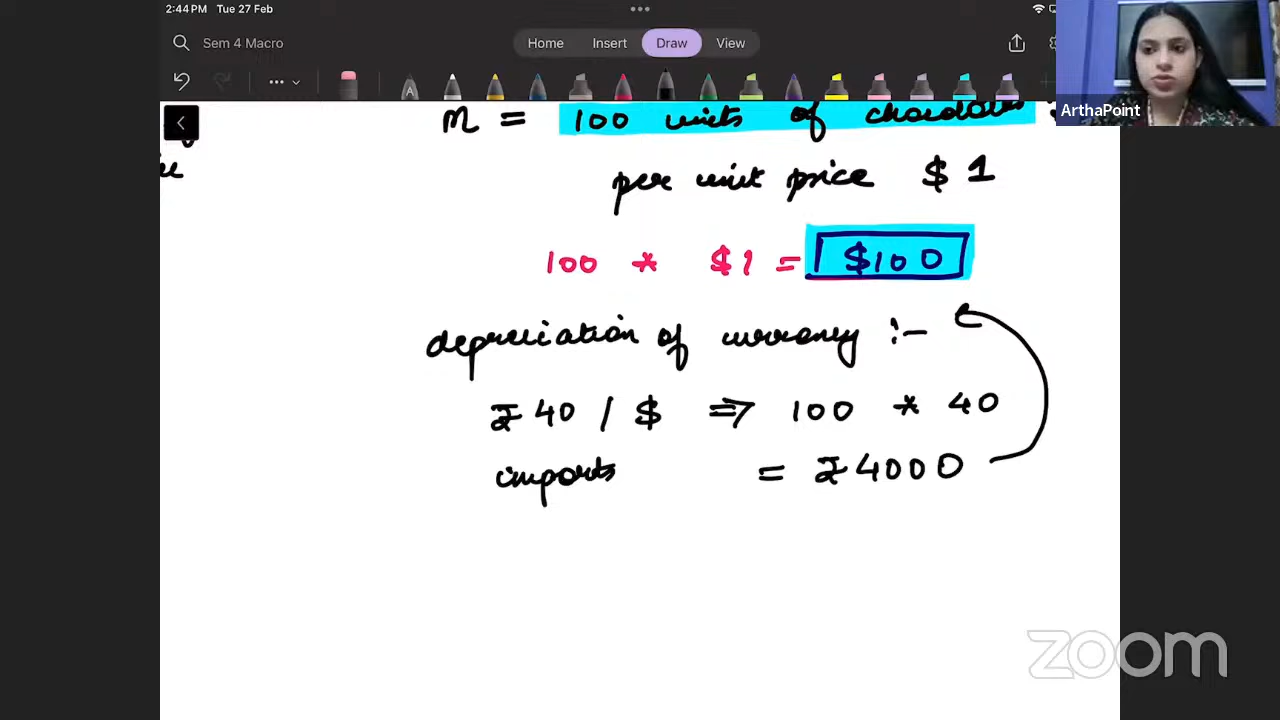 2:44 PM Tue 27 Feb
Sem 4 Macro
Home Insert Draw View
ArthaPoint
A
M = 100 units of
per unit price $ 1
100 * $1 = $100
depreciation of currency :-
₹40 / $ ⇒ 100 * 40
imports = ₹4000
zoom